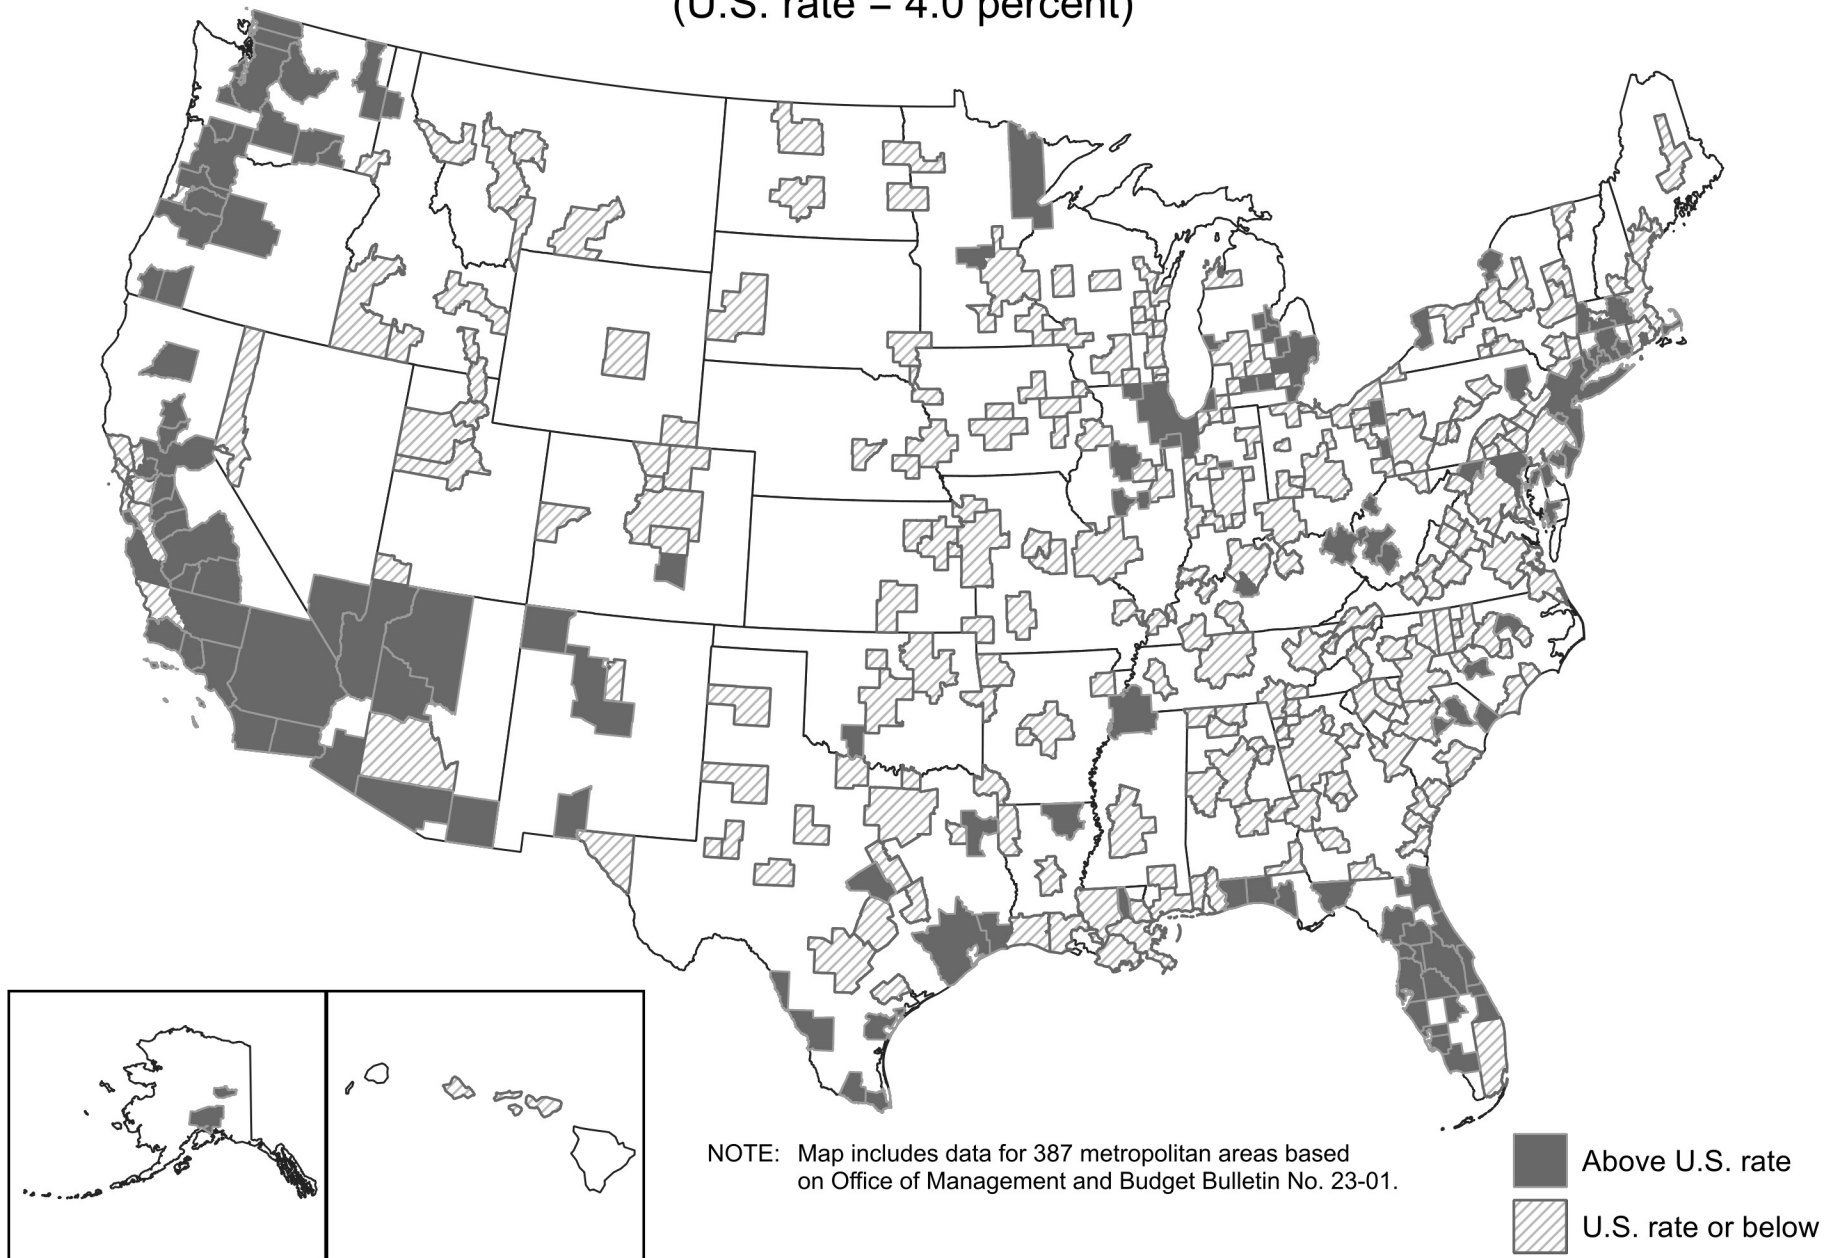 (U.S. rate = 4.0 percent)
NOTE: Map includes data for 387 metropolitan areas based
on Office of Management and Budget Bulletin No. 23-01.
Above U.S. rate
U.S. rate or below